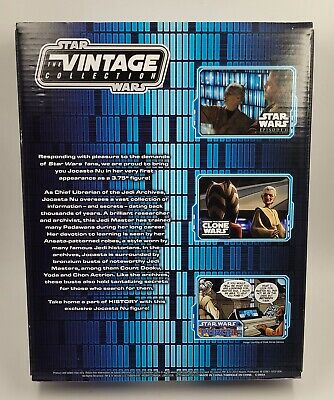 STAR
THE VINTAGE
COLLECTION
WARS
STAR
WARS
EPISODE II
Responding with pleasure to the demands
of Star Wars fans, we are proud to bring
you Jocasta Nu in her very first
appearance as a 3.75" figure!
As Chief Librarian of the Jedi Archives,
Jocasta Nu oversees a vast collection of
information – and secrets – dating back
thousands of years. A brilliant researcher
and archivist, this Jedi Master has trained
many Padawans during her long career.
Her devotion to learning is seen by her
Ansata-patterned robes, a style worn by
many famous Jedi historians. In the
archives, Jocasta is surrounded by
bronzium busts of noteworthy Jedi
Masters, among them Count Dooku,
Yoda and Chon Actrion. Like the archives,
these busts also hold tantalizing secrets
for those who search for them.
Take home a part of HISTORY with the
exclusive Jocasta Nu figure!
STAR WARS
THE
CLONE
WARS
STAR WARS